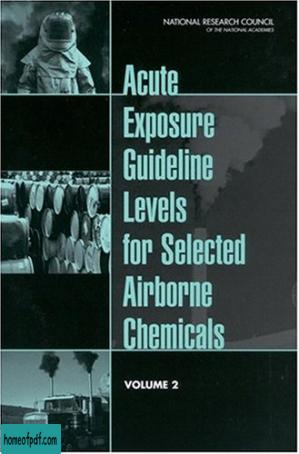 NATIONAL RESEARCH COUNCIL
OF THE NATIONAL ACADEMIES
Acute
Exposure
Guideline
Levels
for Selected
Airborne
Chemicals
VOLUME 2
homeofpdf.com